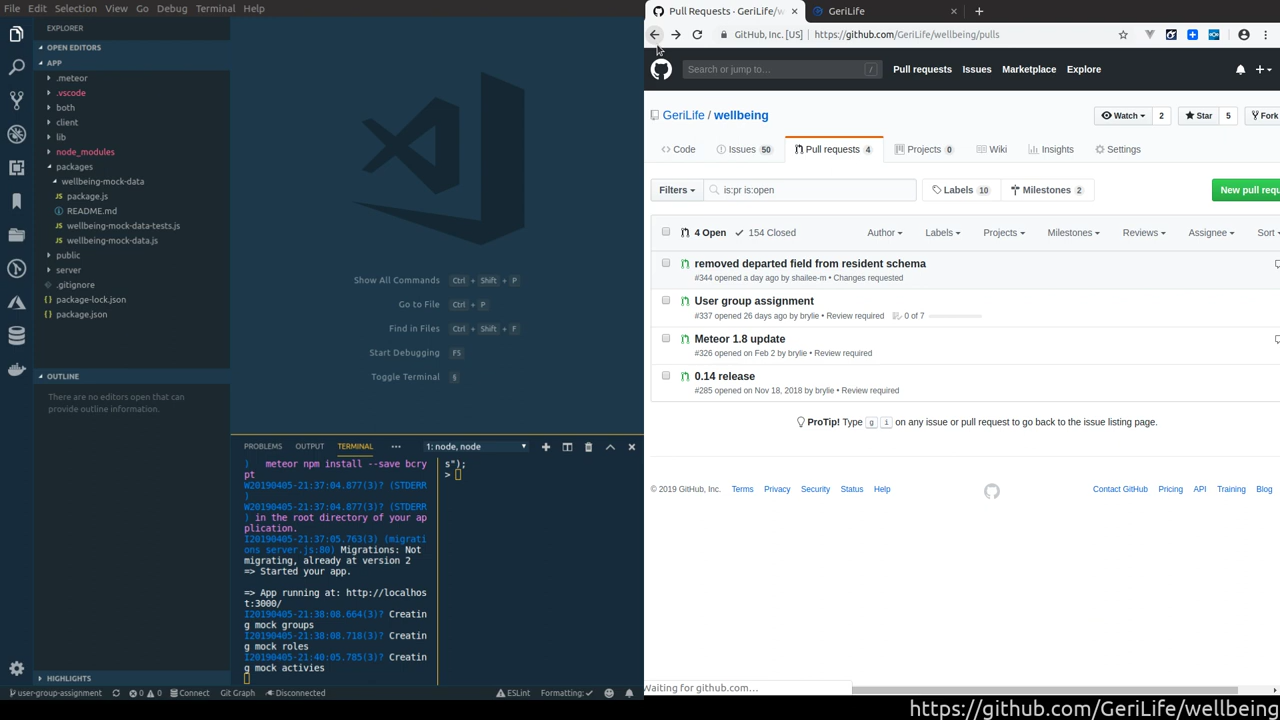 File Edit Selection View Go Debug Terminal Help
EXPLORER
OPEN EDITORS
APP
.meteor
.vscode
both
client
lib
node_modules
packages
wellbeing-mock-data
JS package.js
README.md
JS wellbeing-mock-data-tests.js
JS wellbeing-mock-data.js
public
server
.gitignore
{} package-lock.json
{} package.json
OUTLINE
There are no editors open that can
provide outline information.
HIGHLIGHTS
Show All Commands Ctrl + Shift + P
Go to File Ctrl + P
Find in Files Ctrl + Shift + F
Start Debugging F5
Toggle Terminal §
PROBLEMS OUTPUT TERMINAL ••• 1: node, node
) meteor npm install --save bcry
pt
W20190405-21:37:04.877(3)? (STDERR
)
W20190405-21:37:04.877(3)? (STDERR
) in the root directory of your ap
plication.
I20190405-21:37:05.763(3) (migrati
ons server.js:80) Migrations: Not
migrating, already at version 2
=> Started your app.
=> App running at: http://localhos
t:3000/
I20190405-21:38:08.664(3)? Creatin
g mock groups
I20190405-21:38:08.718(3)? Creatin
g mock roles
I20190405-21:40:05.785(3)? Creatin
g mock activies
s");
>
user-group-assignment 0 0 Connect Git Graph Disconnected ESLint Formatting: ✓
Pull Requests · GeriLife/w × GeriLife × +
GitHub, Inc. [US] | https://github.com/GeriLife/wellbeing/pulls
Search or jump to… / Pull requests Issues Marketplace Explore
GeriLife / wellbeing Watch 2 Star 5 Fork
Code Issues 50 Pull requests 4 Projects 0 Wiki Insights Settings
Filters is:pr is:open Labels 10 Milestones 2 New pull requ
4 Open ✓ 154 Closed Author Labels Projects Milestones Reviews Assignee Sort
removed departed field from resident schema
#344 opened a day ago by shailee-m • Changes requested
User group assignment
#337 opened 26 days ago by brylie • Review required 0 of 7
Meteor 1.8 update
#326 opened on Feb 2 by brylie • Review required
0.14 release
#285 opened on Nov 18, 2018 by brylie • Review required
ProTip! Type g i on any issue or pull request to go back to the issue listing page.
© 2019 GitHub, Inc. Terms Privacy Security Status Help Contact GitHub Pricing API Training Blog
Waiting for github.com…
https://github.com/GeriLife/wellbeing